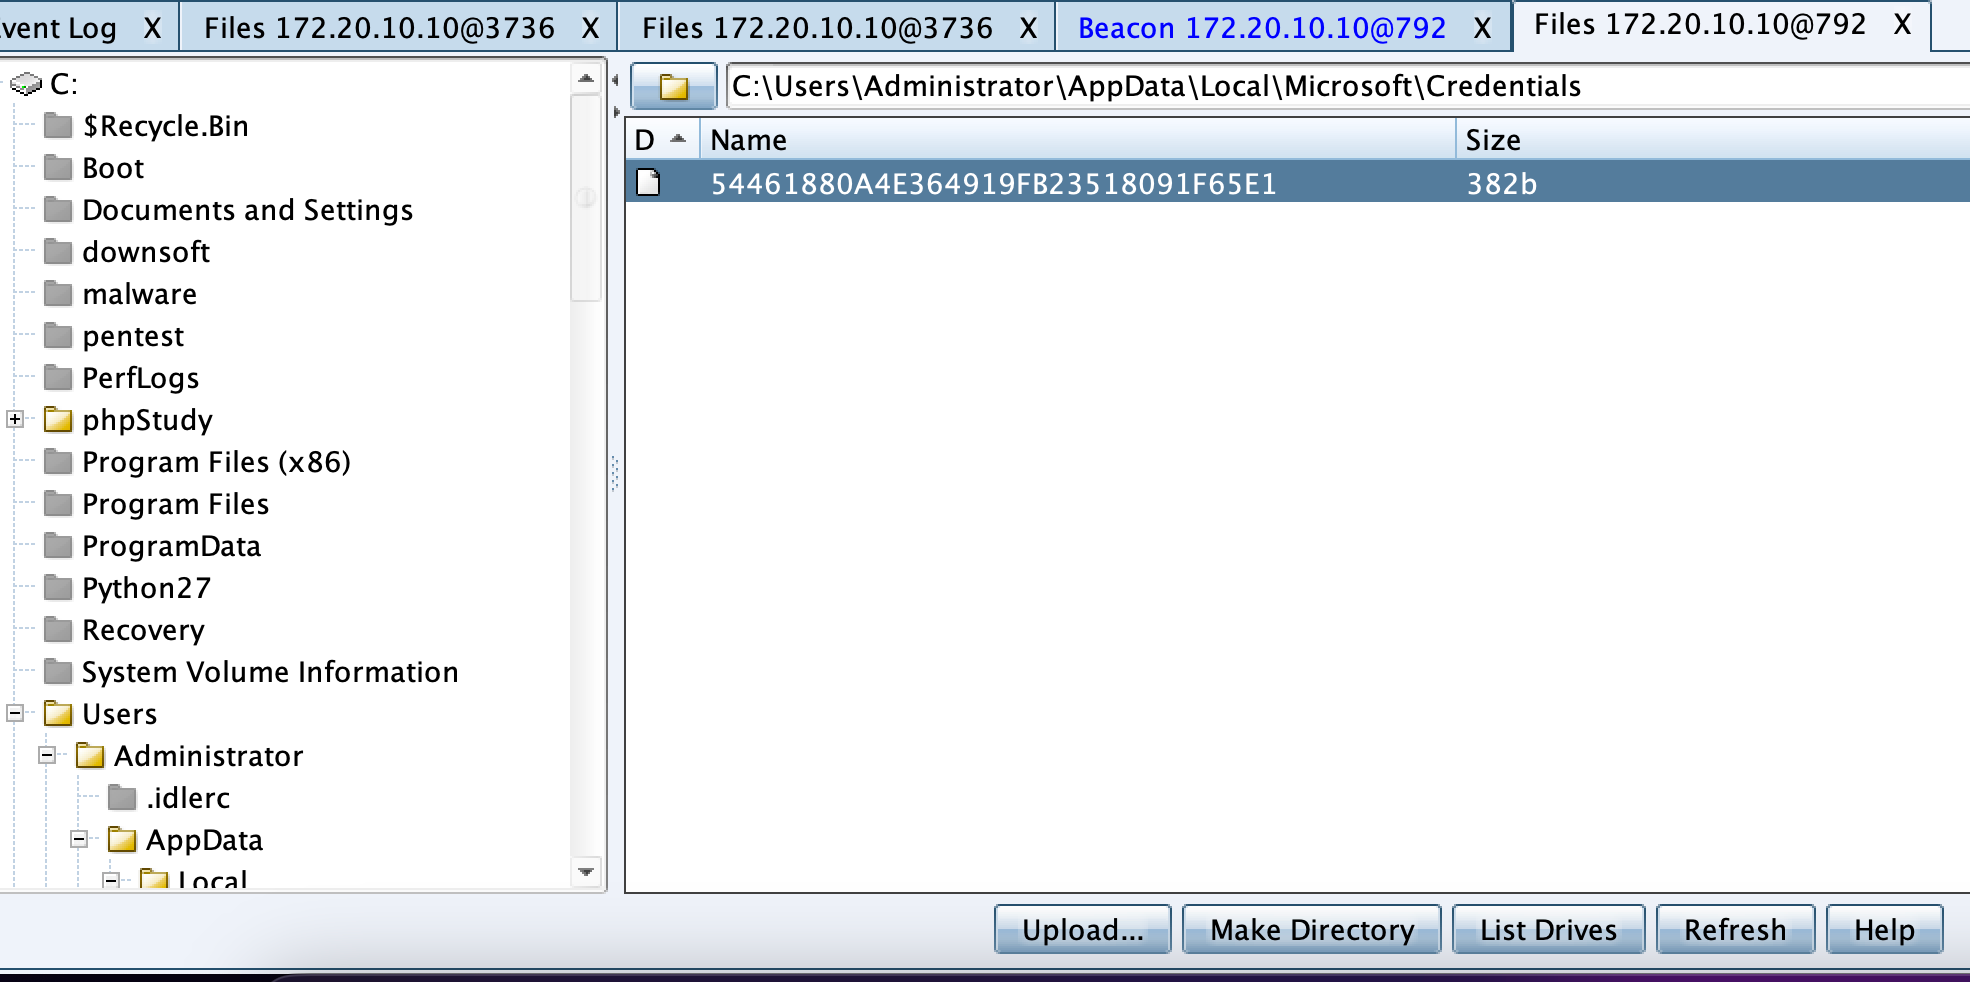 vent Log X Files 172.20.10.10@3736 X Files 172.20.10.10@3736 X Beacon 172.20.10.10@792 X Files 172.20.10.10@792 X
C:
$Recycle.Bin
Boot
Documents and Settings
downsoft
malware
pentest
PerfLogs
phpStudy
Program Files (x86)
Program Files
ProgramData
Python27
Recovery
System Volume Information
Users
Administrator
.idlerc
AppData
Local
C:\Users\Administrator\AppData\Local\Microsoft\Credentials
D Name Size
54461880A4E364919FB23518091F65E1 382b
Upload... Make Directory List Drives Refresh Help